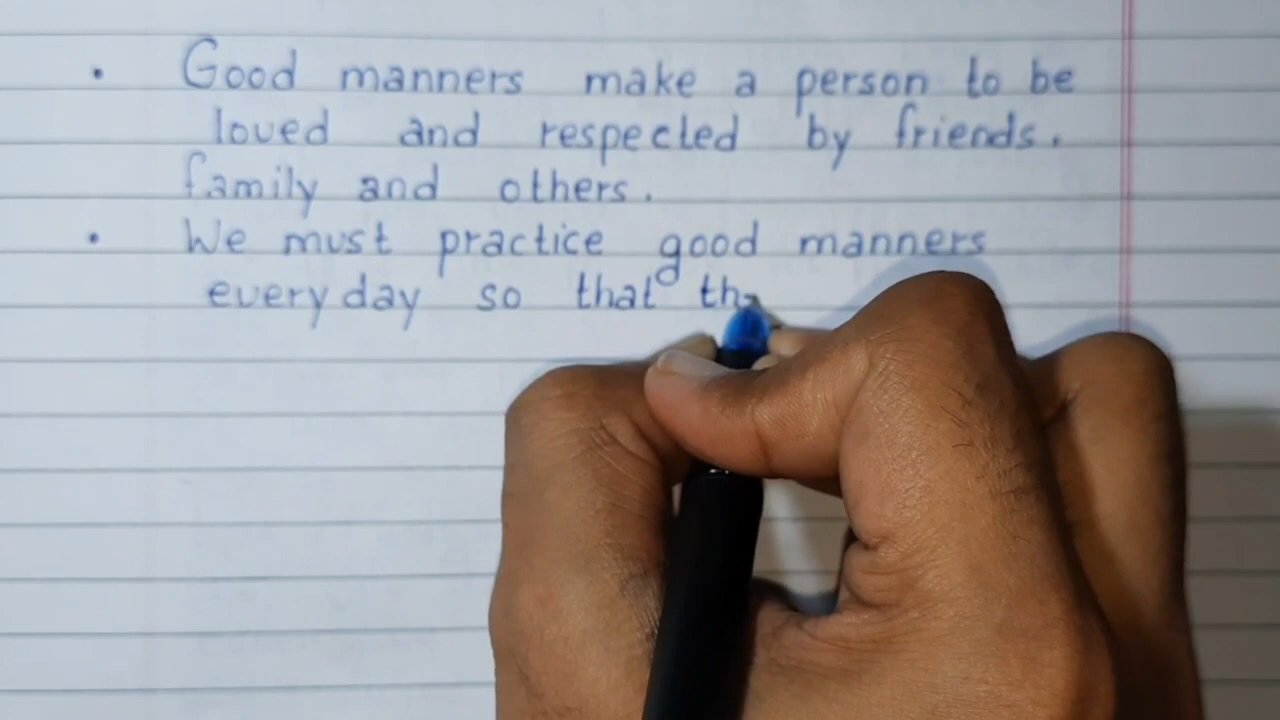 • Good manners make a person to be
loved and respected by friends.
family and others.
• We must practice good manners
everyday so that